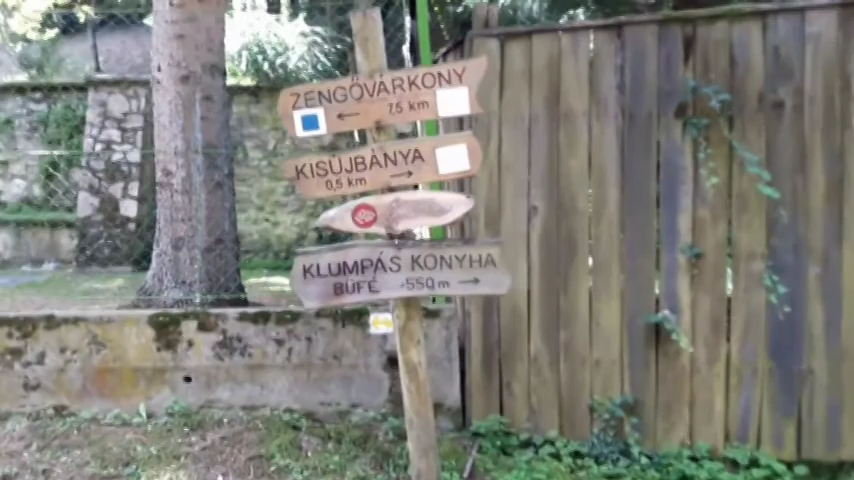 ZENGŐVÁRKONY
← 7,5 km
KISÚJBÁNYA
0,5 km →
KLUMPÁS KONYHA
BÜFÉ 550 m →